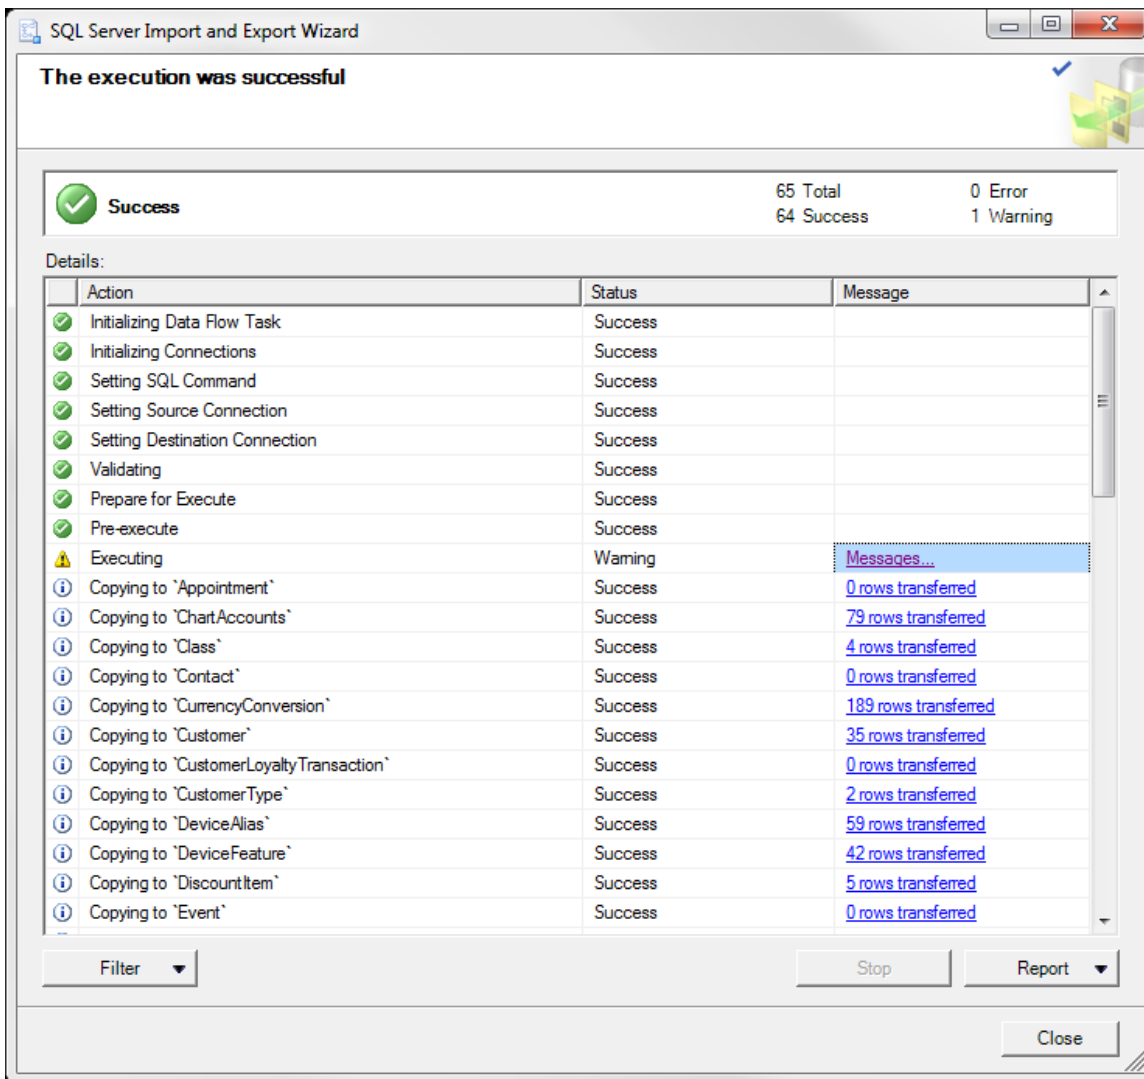 SQL Server Import and Export Wizard
The execution was successful
Success
65 Total 0 Error
64 Success 1 Warning
Details:
Action Status Message
Initializing Data Flow Task Success
Initializing Connections Success
Setting SQL Command Success
Setting Source Connection Success
Setting Destination Connection Success
Validating Success
Prepare for Execute Success
Pre-execute Success
Executing Warning Messages...
Copying to `Appointment` Success 0 rows transferred
Copying to `ChartAccounts` Success 79 rows transferred
Copying to `Class` Success 4 rows transferred
Copying to `Contact` Success 0 rows transferred
Copying to `CurrencyConversion` Success 189 rows transferred
Copying to `Customer` Success 35 rows transferred
Copying to `CustomerLoyaltyTransaction` Success 0 rows transferred
Copying to `CustomerType` Success 2 rows transferred
Copying to `DeviceAlias` Success 59 rows transferred
Copying to `DeviceFeature` Success 42 rows transferred
Copying to `DiscountItem` Success 5 rows transferred
Copying to `Event` Success 0 rows transferred
Filter Stop Report
Close